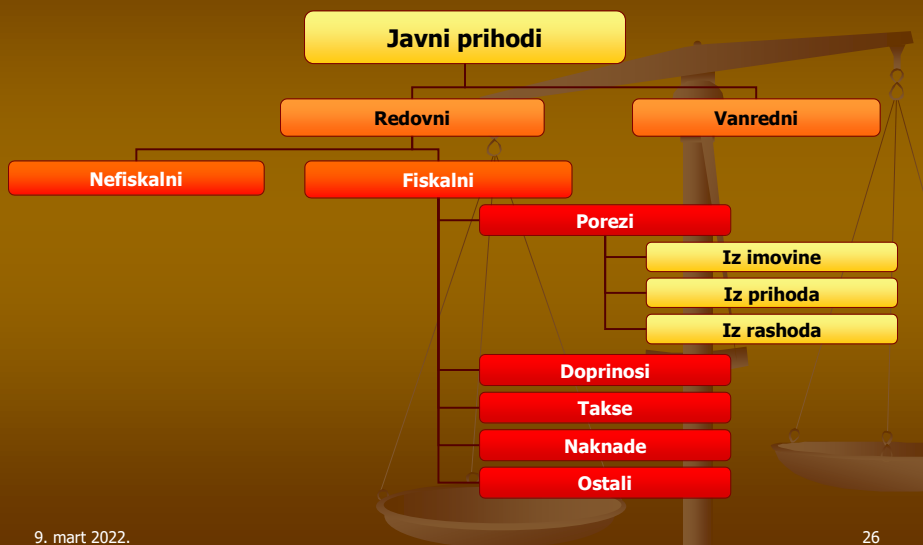 Javni prihodi
Redovni
Vanredni
Nefiskalni
Fiskalni
Porezi
Iz imovine
Iz prihoda
Iz rashoda
Doprinosi
Takse
Naknade
Ostali
9. mart 2022.
26